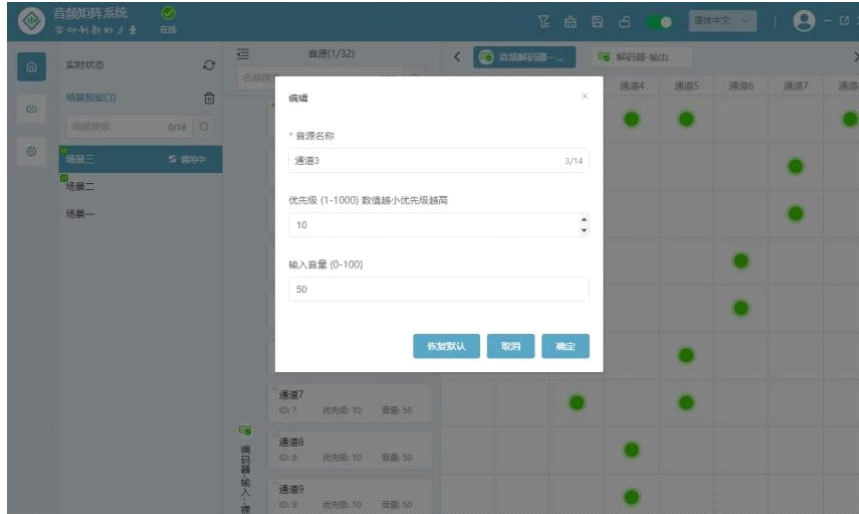 音频矩阵系统
在线
简体中文
实时状态
音源(1/32)
音频解码器-...
解码器-输出
场景预案(3)
通道4
通道5
通道6
通道7
场景搜索
0/18
场景三
调用中
场景二
场景一
编辑
* 音源名称
通道3
3/14
优先级 (1-1000) 数值越小优先级越高
10
输入音量 (0-100)
50
恢复默认
取消
确定
通道7
ID: 7 优先级: 10 音量: 50
通道8
ID: 8 优先级: 10 音量: 50
通道9
ID: 9 优先级: 10 音量: 50
编码器-输入-